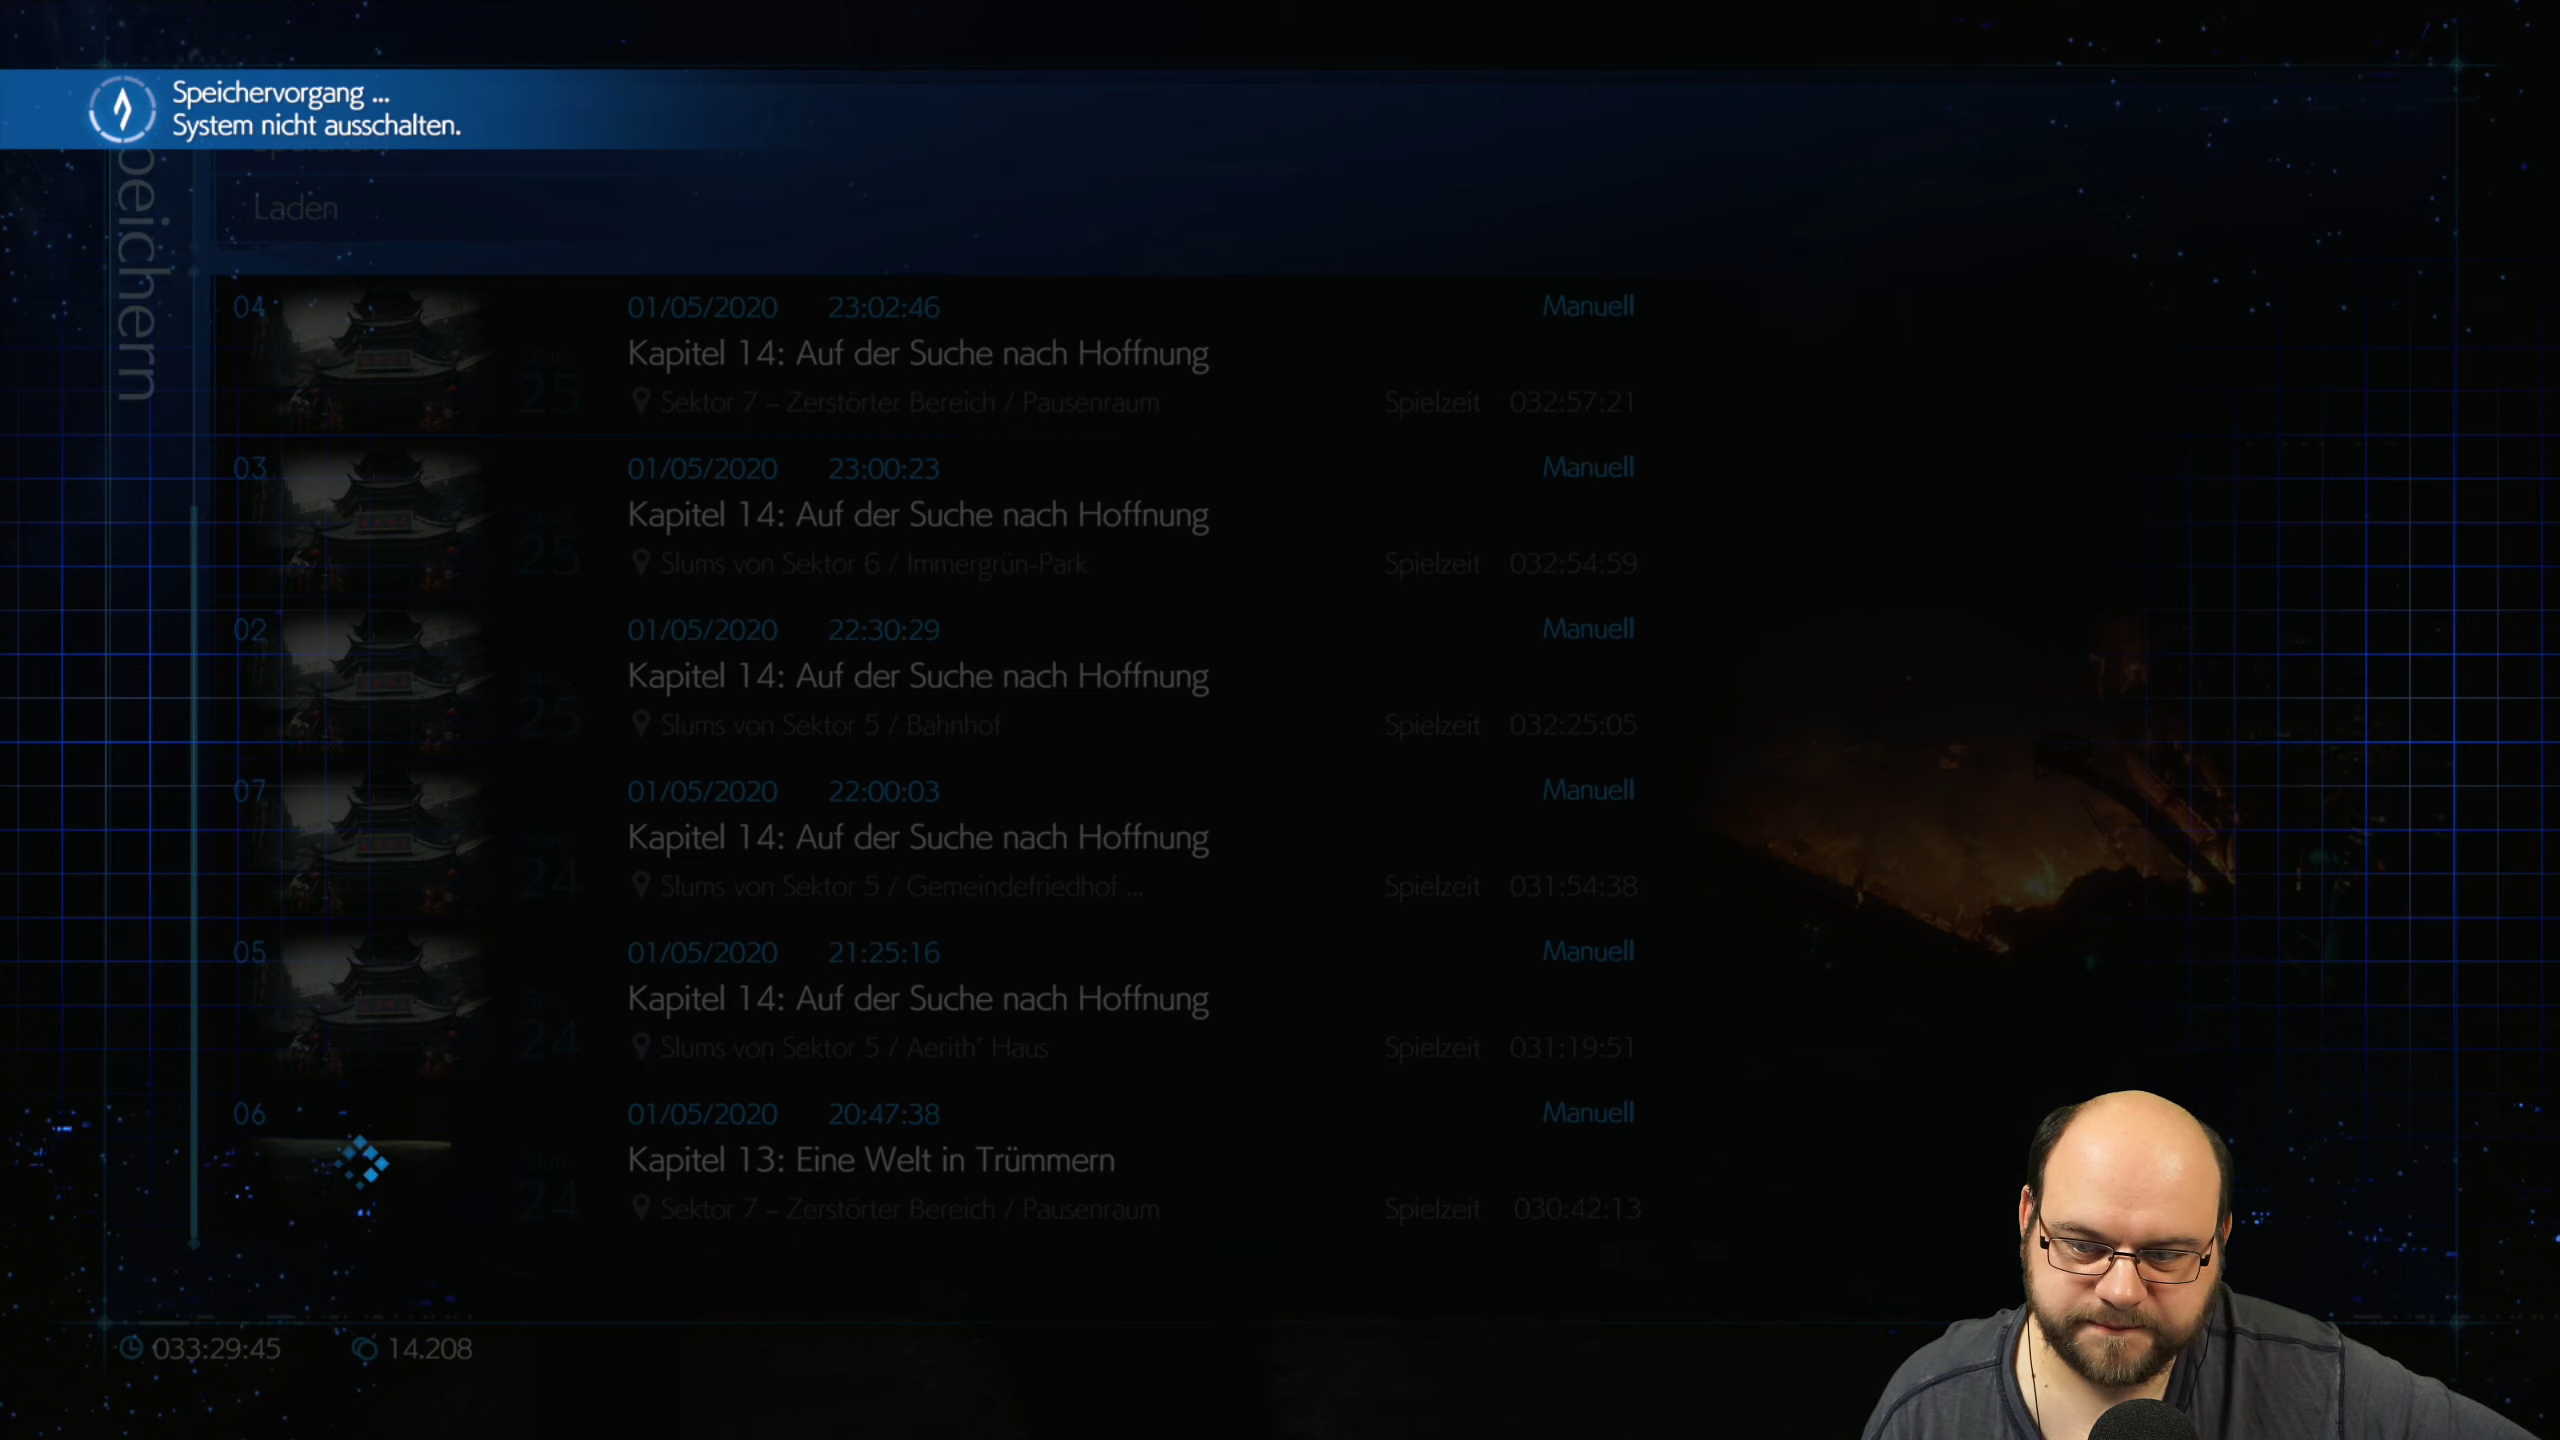 Speichervorgang ...
System nicht ausschalten.
Speichern
Laden
04 01/05/2020 23:02:46 Manuell
Kapitel 14: Auf der Suche nach Hoffnung
25 Sektor 7 – Zerstörter Bereich / Pausenraum Spielzeit 032:57:21
03 01/05/2020 23:00:23 Manuell
Kapitel 14: Auf der Suche nach Hoffnung
25 Slums von Sektor 6 / Immergrün-Park Spielzeit 032:54:59
02 01/05/2020 22:30:29 Manuell
Kapitel 14: Auf der Suche nach Hoffnung
25 Slums von Sektor 5 / Bahnhof Spielzeit 032:25:05
07 01/05/2020 22:00:03 Manuell
Kapitel 14: Auf der Suche nach Hoffnung
24 Slums von Sektor 5 / Gemeindefriedhof ... Spielzeit 031:54:38
05 01/05/2020 21:25:16 Manuell
Kapitel 14: Auf der Suche nach Hoffnung
24 Slums von Sektor 5 / Aerith' Haus Spielzeit 031:19:51
06 01/05/2020 20:47:38 Manuell
Kapitel 13: Eine Welt in Trümmern
24 Sektor 7 – Zerstörter Bereich / Pausenraum Spielzeit 030:42:13
033:29:45 14.208